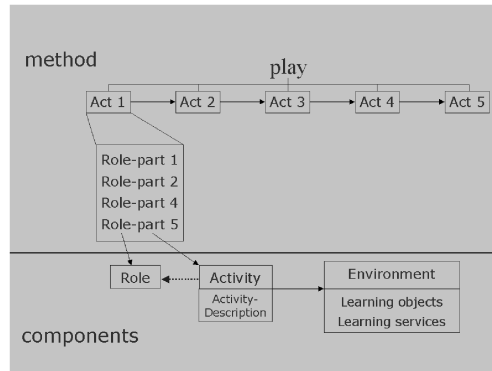 method
play
Act 1
Act 2
Act 3
Act 4
Act 5
Role-part 1
Role-part 2
Role-part 4
Role-part 5
Role
Activity
Activity-
Description
Environment
Learning objects
Learning services
components